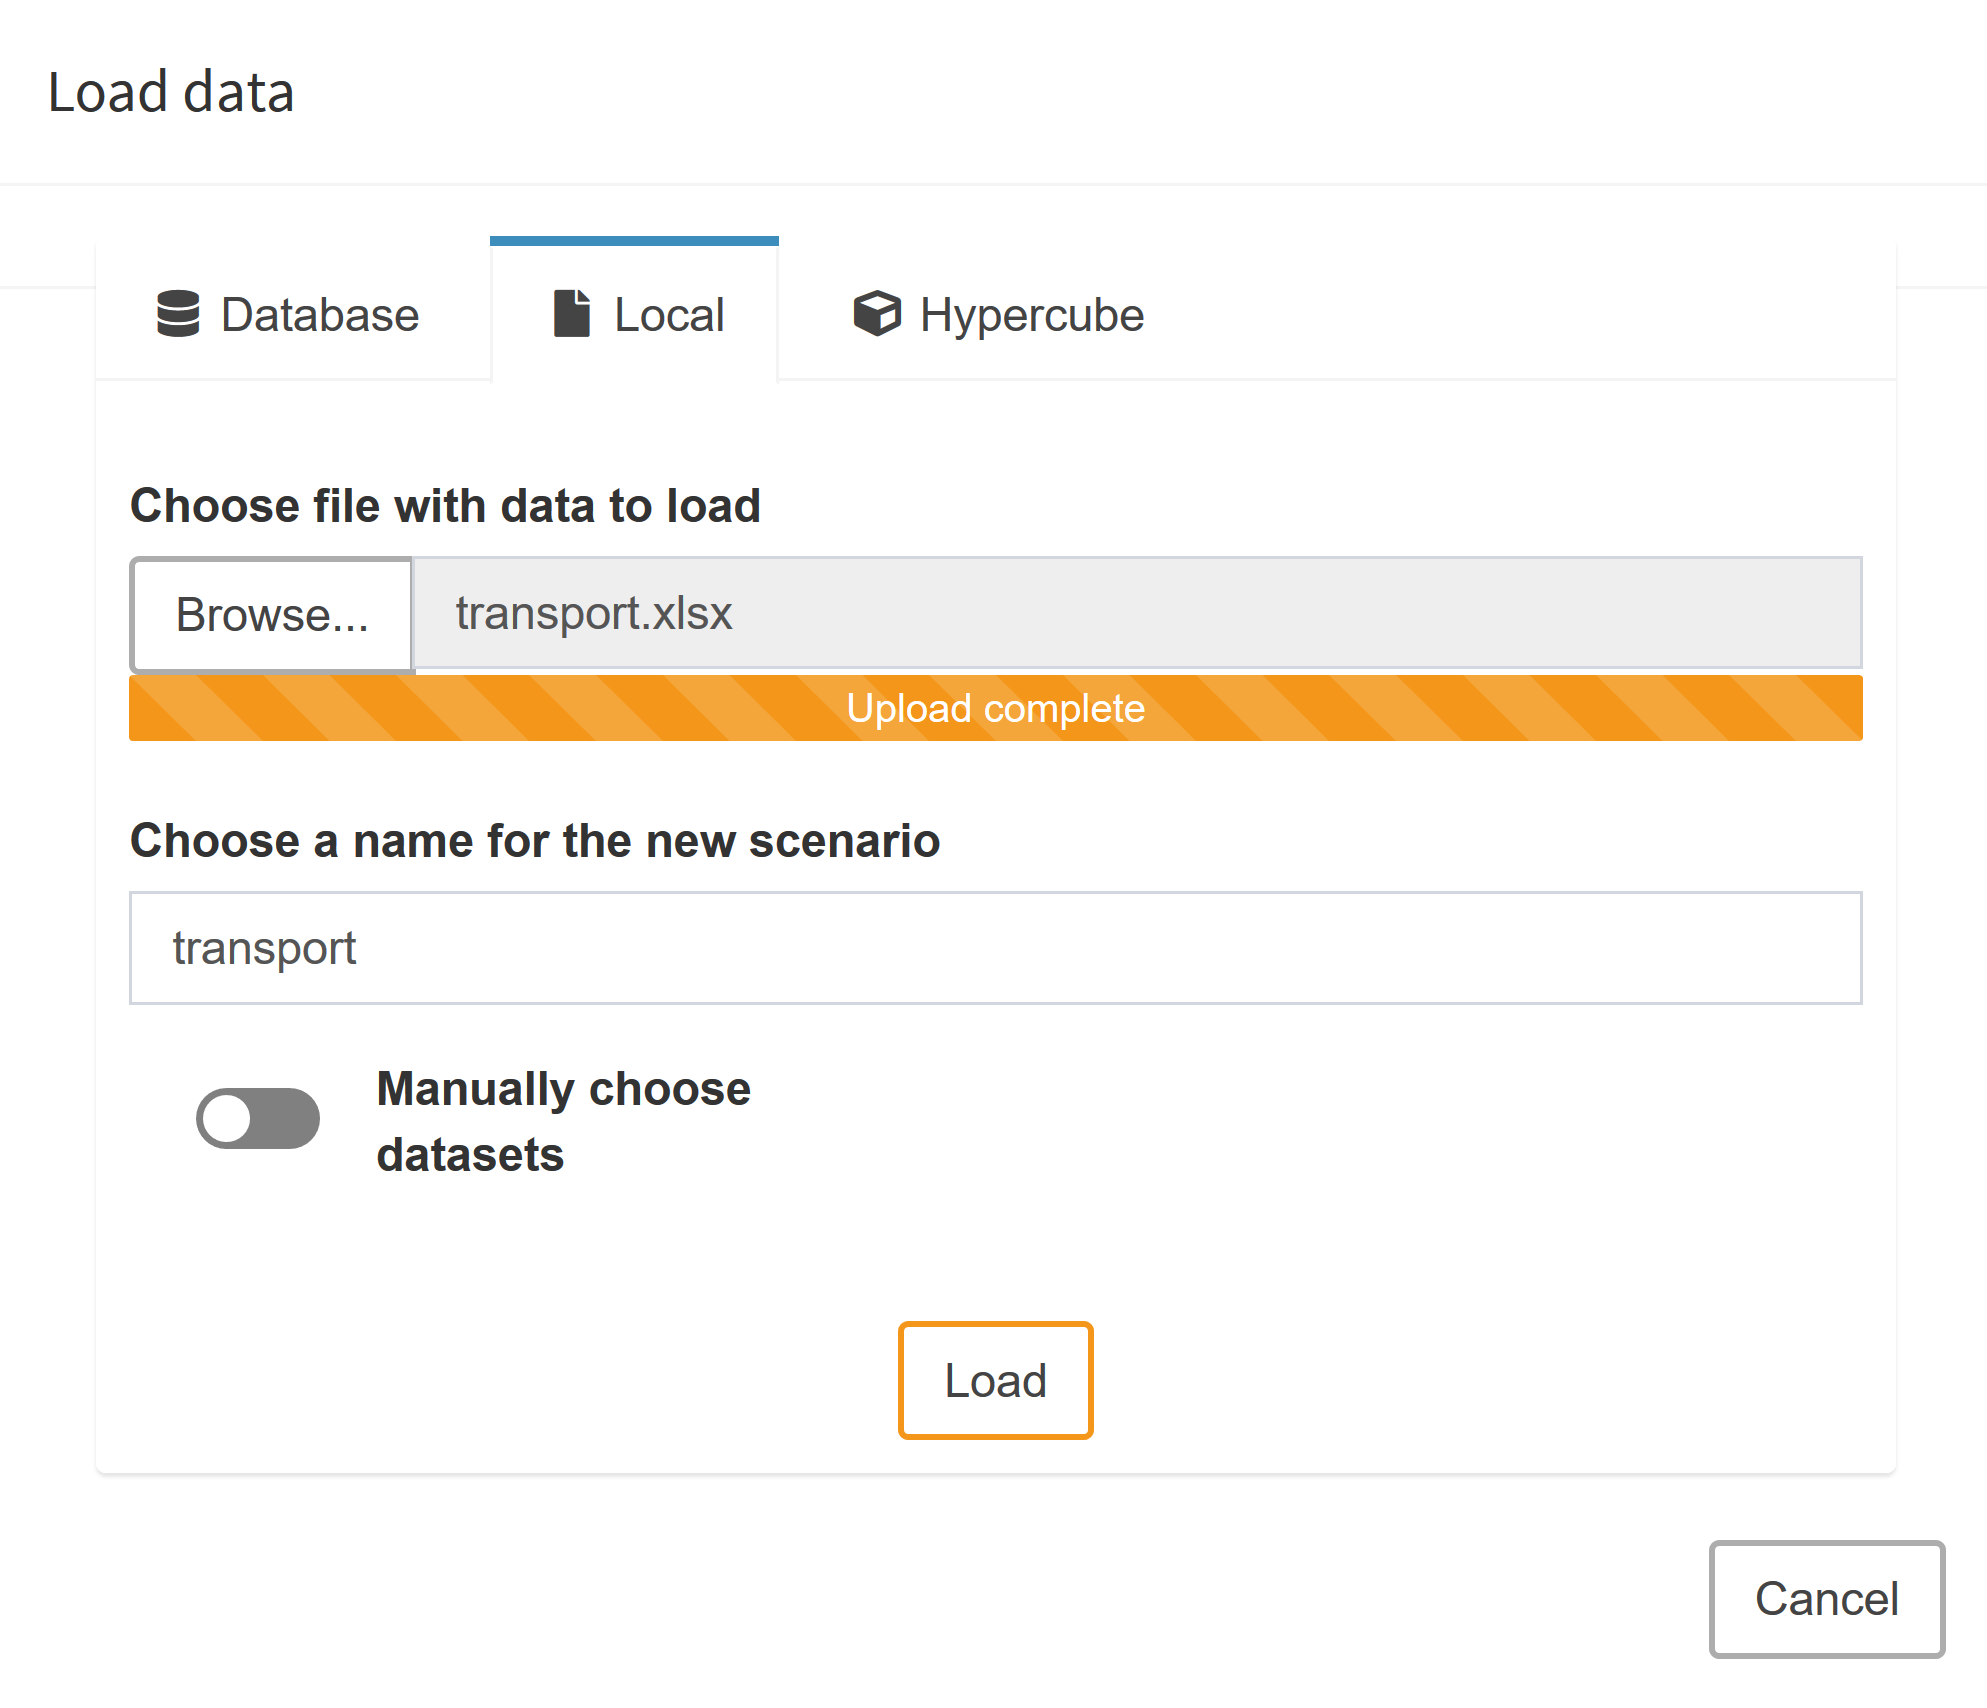 Load data
Database Local Hypercube
Choose file with data to load
Browse... transport.xlsx
Upload complete
Choose a name for the new scenario
transport
Manually choose
datasets
Load
Cancel